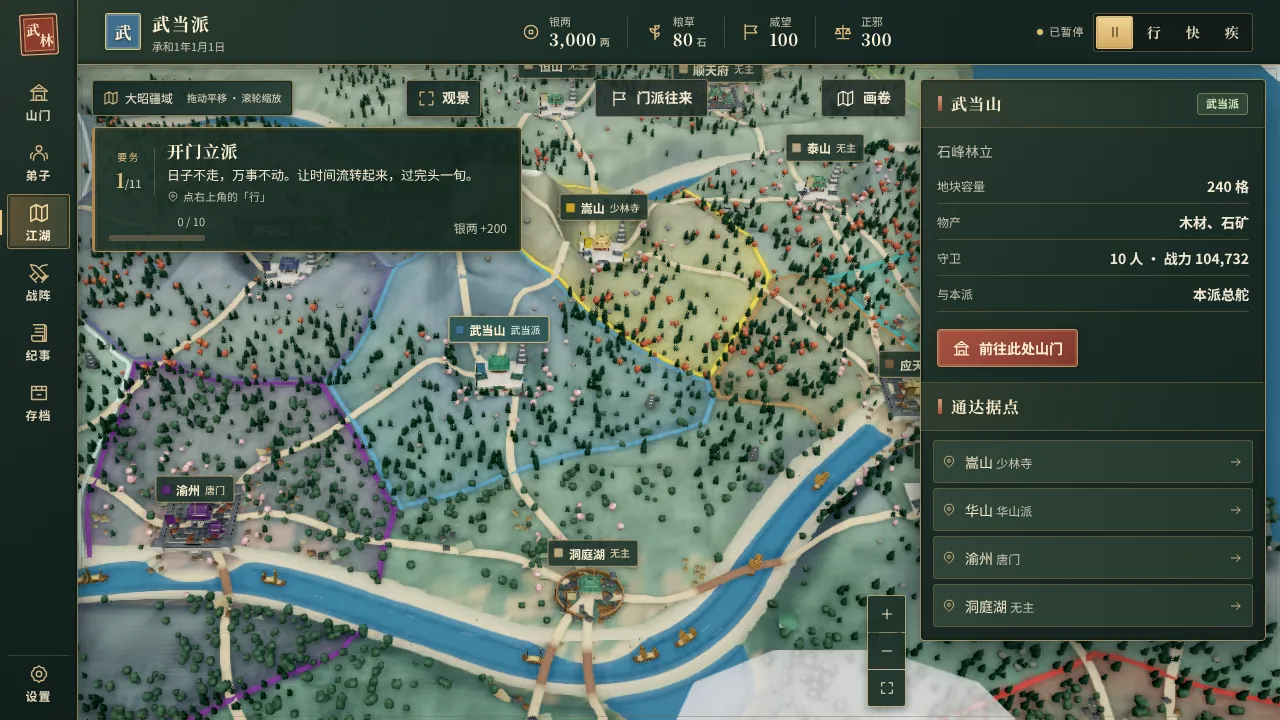 武林
山门
弟子
江湖
战阵
纪事
存档
设置
武
武当派
承和1年1月1日
银两
3,000 两
粮草
80 石
威望
100
正邪
300
已暂停
行
快
疾
大昭疆域 拖动平移・滚轮缩放
观景
门派往来
画卷
要务
1/11
开门立派
日子不走，万事不动。让时间流转起来，过完头一旬。
点右上角的「行」
0 / 10
银两 +200
恒山 无主
顺天府 无主
泰山 无主
嵩山 少林寺
武当山 武当派
应天
渝州 唐门
洞庭湖 无主
武当山
武当派
石峰林立
地块容量
240 格
物产
木材、石矿
守卫
10 人・战力 104,732
与本派
本派总舵
前往此处山门
通达据点
嵩山 少林寺 →
华山 华山派 →
渝州 唐门 →
洞庭湖 无主 →
+
−